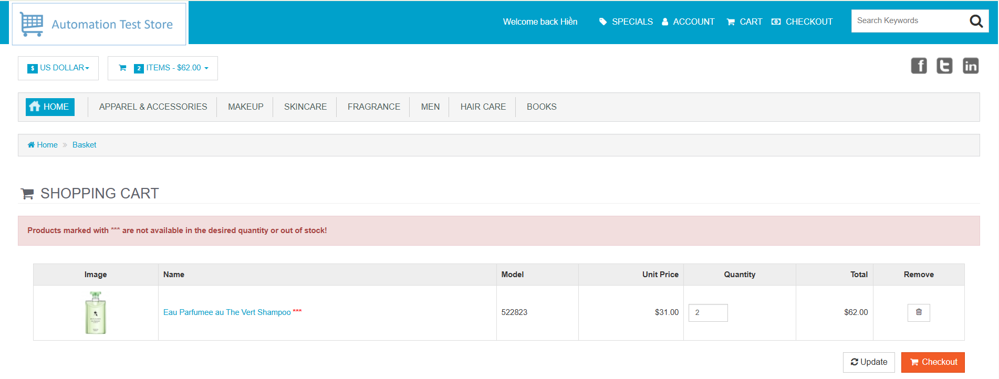 Automation Test Store
Welcome back Hiền SPECIALS ACCOUNT CART CHECKOUT Search Keywords
$ US DOLLAR 2 ITEMS - $62.00
HOME APPAREL & ACCESSORIES MAKEUP SKINCARE FRAGRANCE MEN HAIR CARE BOOKS
Home » Basket
SHOPPING CART
Products marked with *** are not available in the desired quantity or out of stock!
Image Name Model Unit Price Quantity Total Remove
Eau Parfumee au The Vert Shampoo *** 522823 $31.00 2 $62.00
Update Checkout